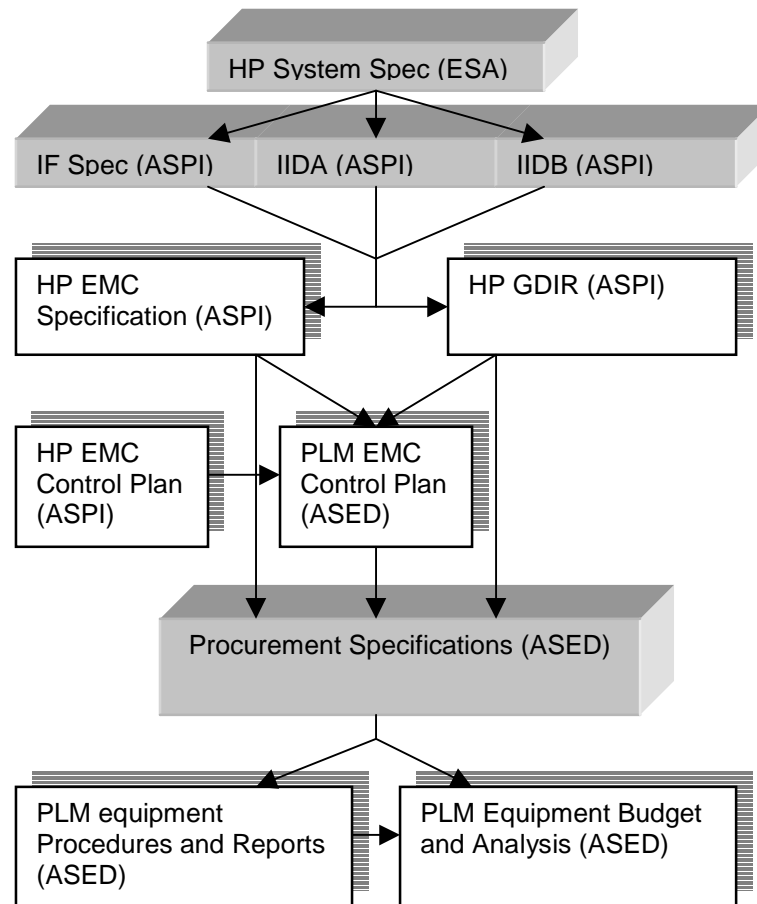 HP System Spec (ESA)
IF Spec (ASPI)
IIDA (ASPI)
IIDB (ASPI)
HP EMC
Specification (ASPI)
HP GDIR (ASPI)
HP EMC
Control Plan
(ASPI)
PLM EMC
Control Plan
(ASED)
Procurement Specifications (ASED)
PLM equipment
Procedures and Reports
(ASED)
PLM Equipment Budget
and Analysis (ASED)